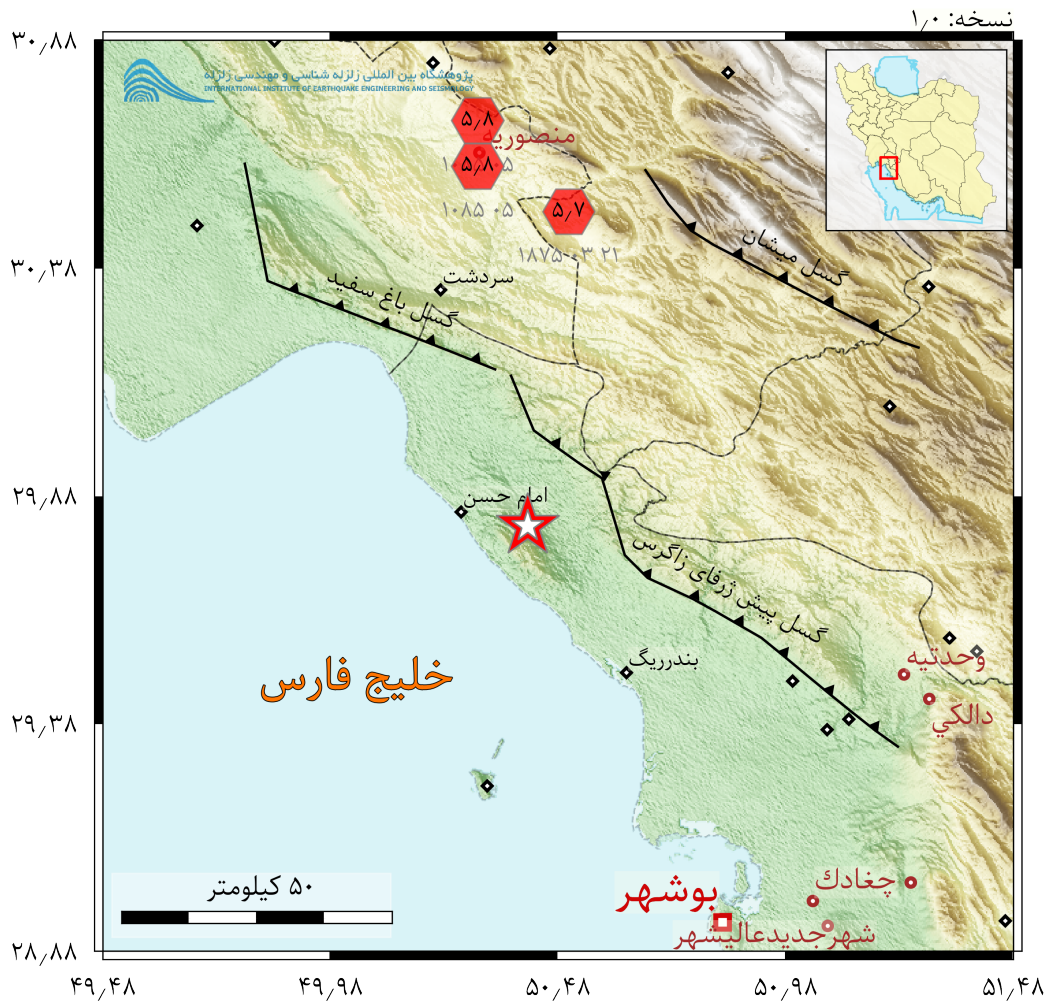 نسخه: ۱٫۰
۳۰٫۸۸
پژوهشگاه بین المللی زلزله شناسی و مهندسی زلزله
INTERNATIONAL INSTITUTE OF EARTHQUAKE ENGINEERING AND SEISMOLOGY
۵٫۸
منصوریه
۵٫۸
۱۰۸۵ ۰۵
۵٫۷
۱۸۷۵ ۰۳ ۲۱
گسل میشان
۳۰٫۳۸
سردشت
گسل باغ سفید
۲۹٫۸۸
امام حسن
گسل پیش ژرفای زاگرس
بندرریگ
وحدتیه
خلیج فارس
دالکي
۲۹٫۳۸
۵۰ کیلومتر
بوشهر
چغادك
شهرجدیدعالیشهر
۲۸٫۸۸
۴۹٫۴۸
۴۹٫۹۸
۵۰٫۴۸
۵۰٫۹۸
۵۱٫۴۸